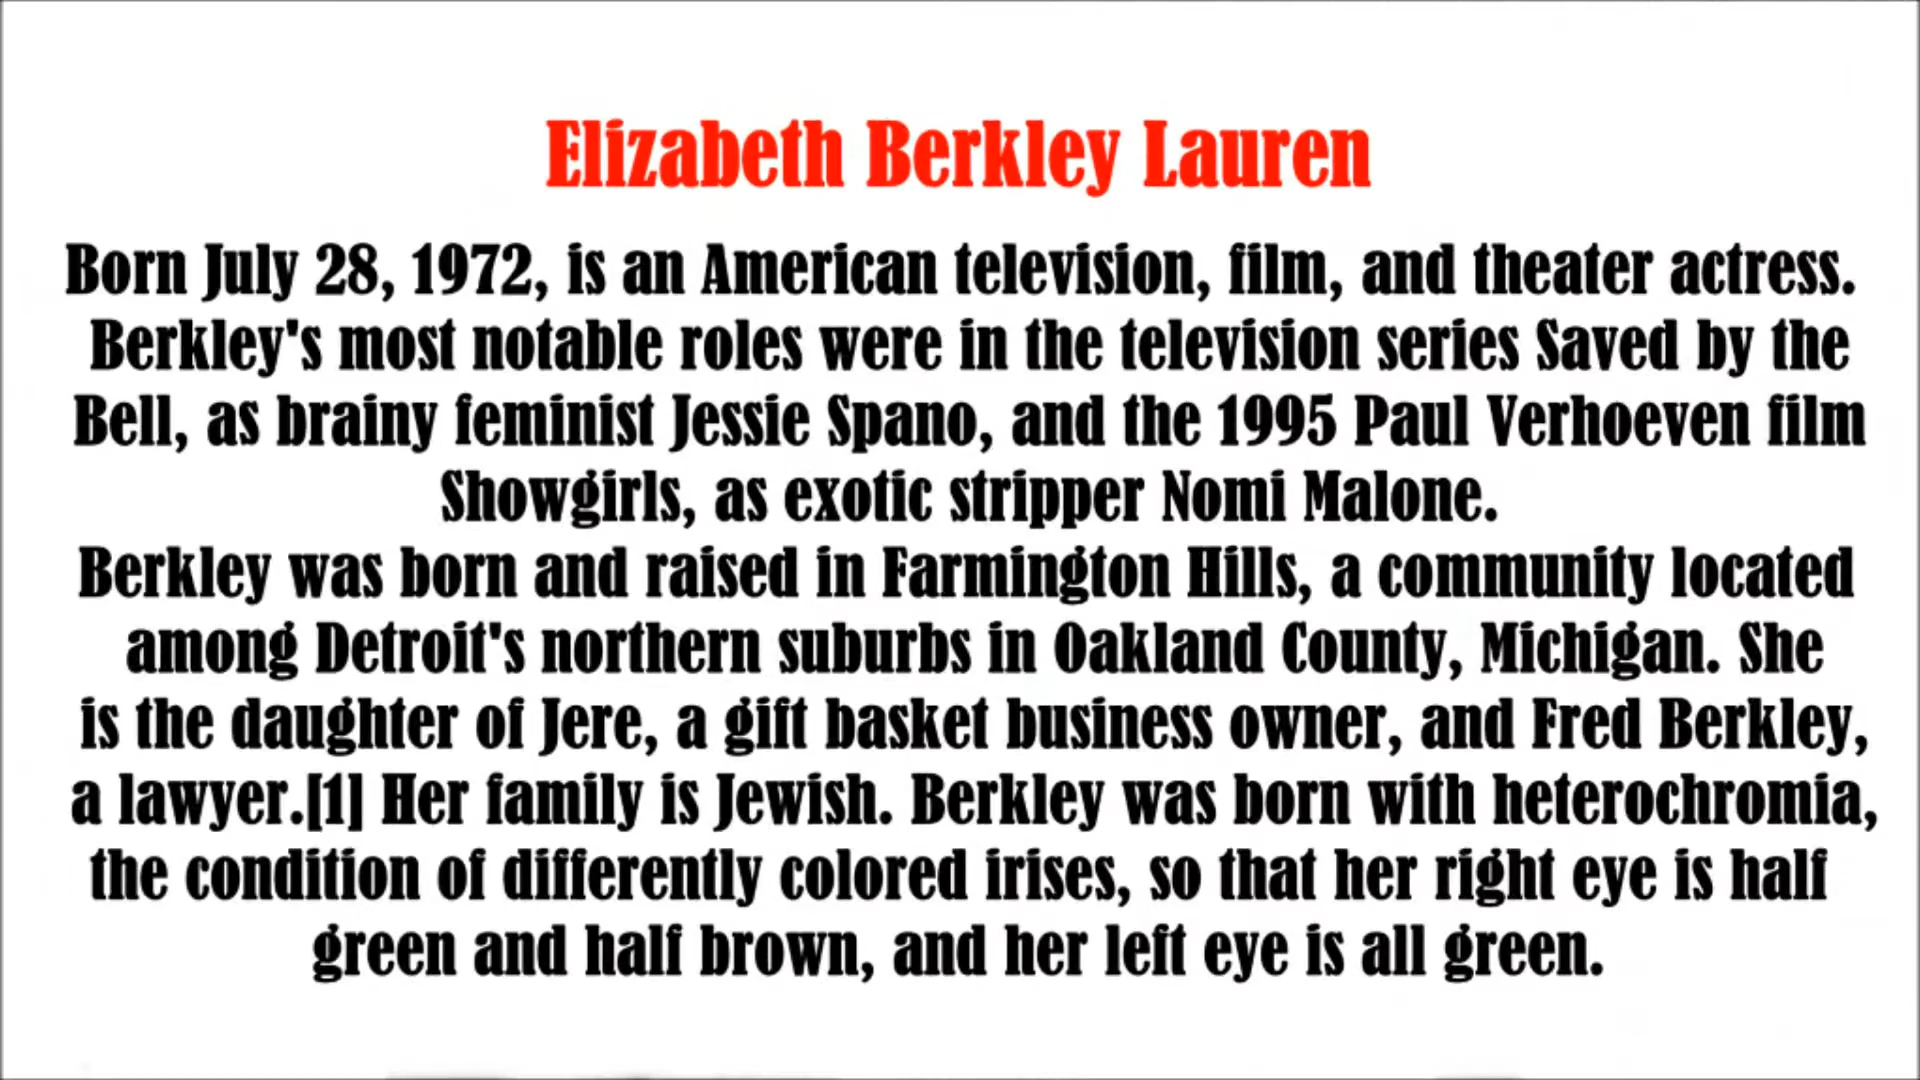 Elizabeth Berkley Lauren
Born July 28, 1972, is an American television, film, and theater actress.
Berkley's most notable roles were in the television series Saved by the
Bell, as brainy feminist Jessie Spano, and the 1995 Paul Verhoeven film
Showgirls, as exotic stripper Nomi Malone.
Berkley was born and raised in Farmington Hills, a community located
among Detroit's northern suburbs in Oakland County, Michigan. She
is the daughter of Jere, a gift basket business owner, and Fred Berkley,
a lawyer.[1] Her family is Jewish. Berkley was born with heterochromia,
the condition of differently colored irises, so that her right eye is half
green and half brown, and her left eye is all green.